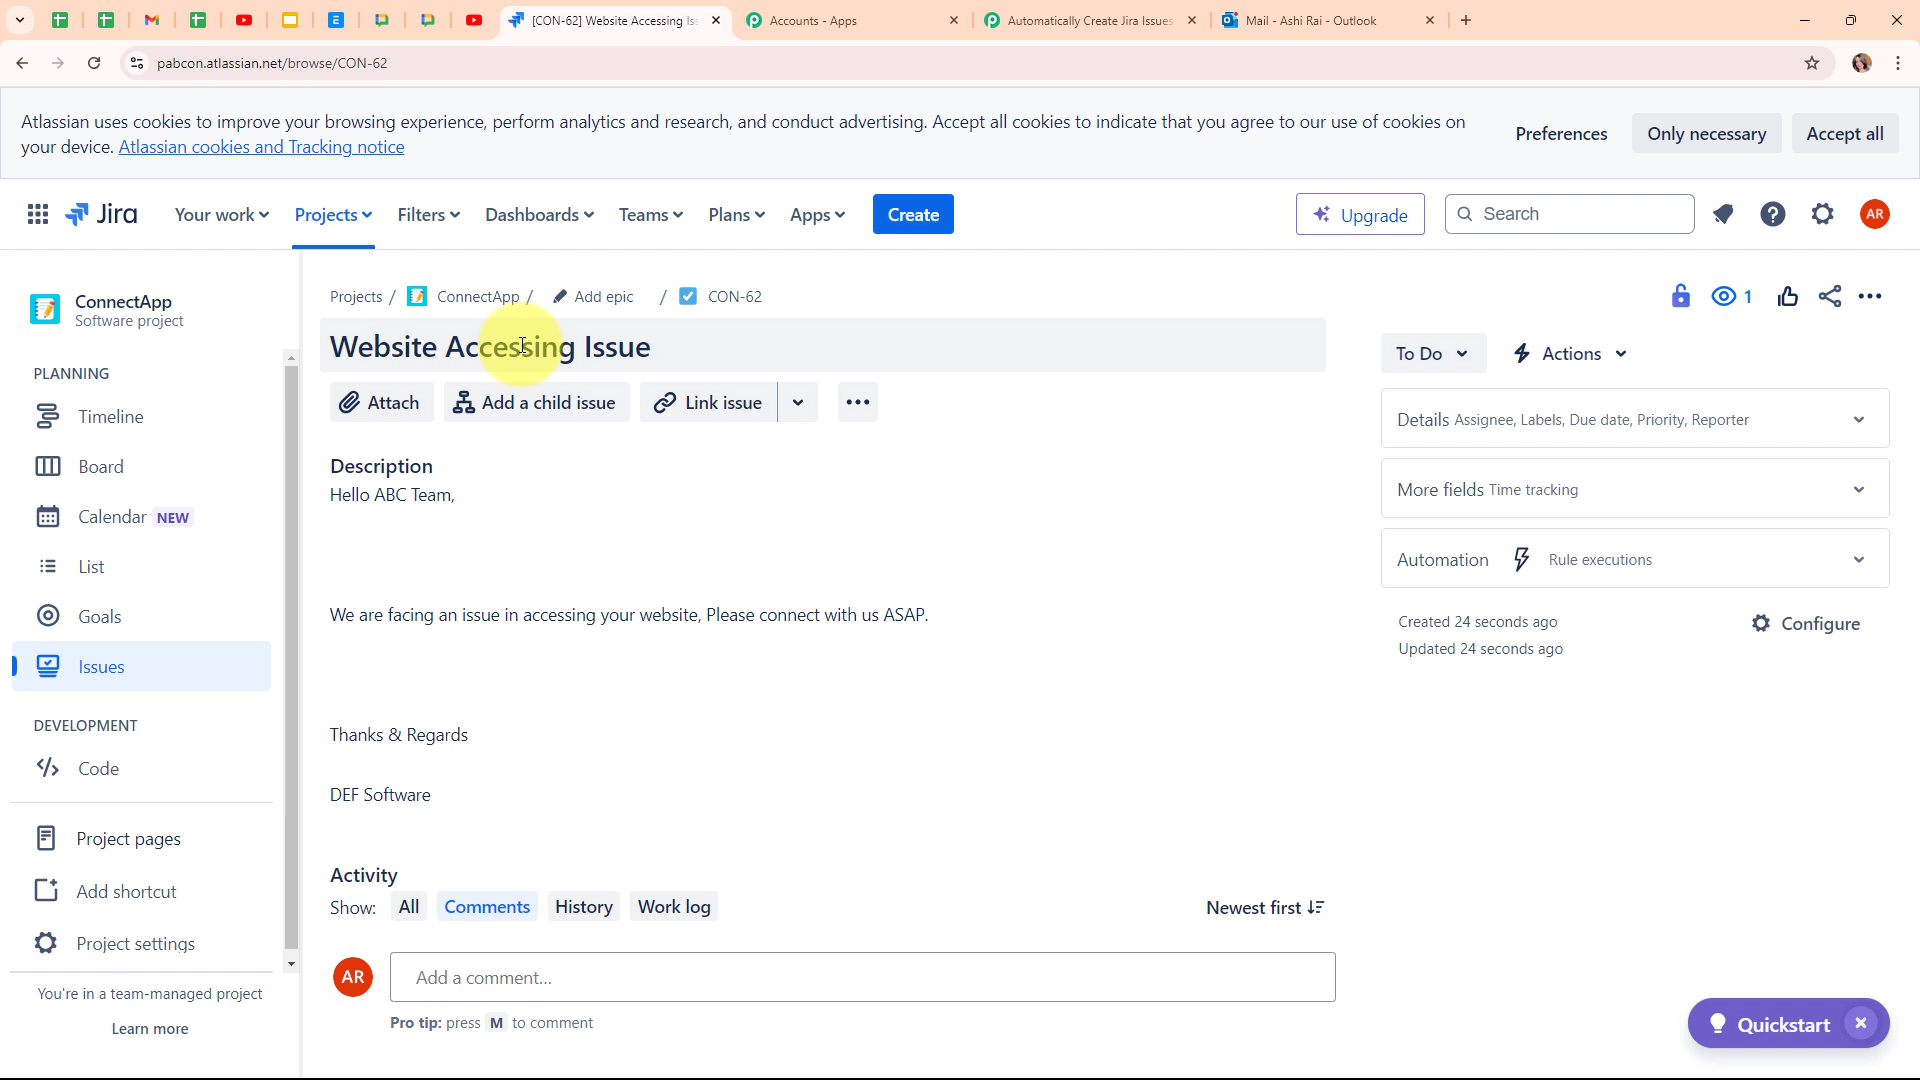 [CON-62] Website Accessing Is
Accounts - Apps
Automatically Create Jira Issues
Mail - Ashi Rai - Outlook
pabcon.atlassian.net/browse/CON-62
Atlassian uses cookies to improve your browsing experience, perform analytics and research, and conduct advertising. Accept all cookies to indicate that you agree to our use of cookies on
your device. Atlassian cookies and Tracking notice
Preferences
Only necessary
Accept all
Jira
Your work
Projects
Filters
Dashboards
Teams
Plans
Apps
Create
Upgrade
Search
AR
ConnectApp
Software project
PLANNING
Timeline
Board
Calendar NEW
List
Goals
Issues
DEVELOPMENT
Code
Project pages
Add shortcut
Project settings
You're in a team-managed project
Learn more
Projects / ConnectApp / Add epic / CON-62
Website Accessing Issue
Attach
Add a child issue
Link issue
Description
Hello ABC Team,
We are facing an issue in accessing your website, Please connect with us ASAP.
Thanks & Regards
DEF Software
Activity
Show: All Comments History Work log
Newest first
AR
Add a comment...
Pro tip: press M to comment
1
To Do
Actions
Details Assignee, Labels, Due date, Priority, Reporter
More fields Time tracking
Automation Rule executions
Created 24 seconds ago
Updated 24 seconds ago
Configure
Quickstart